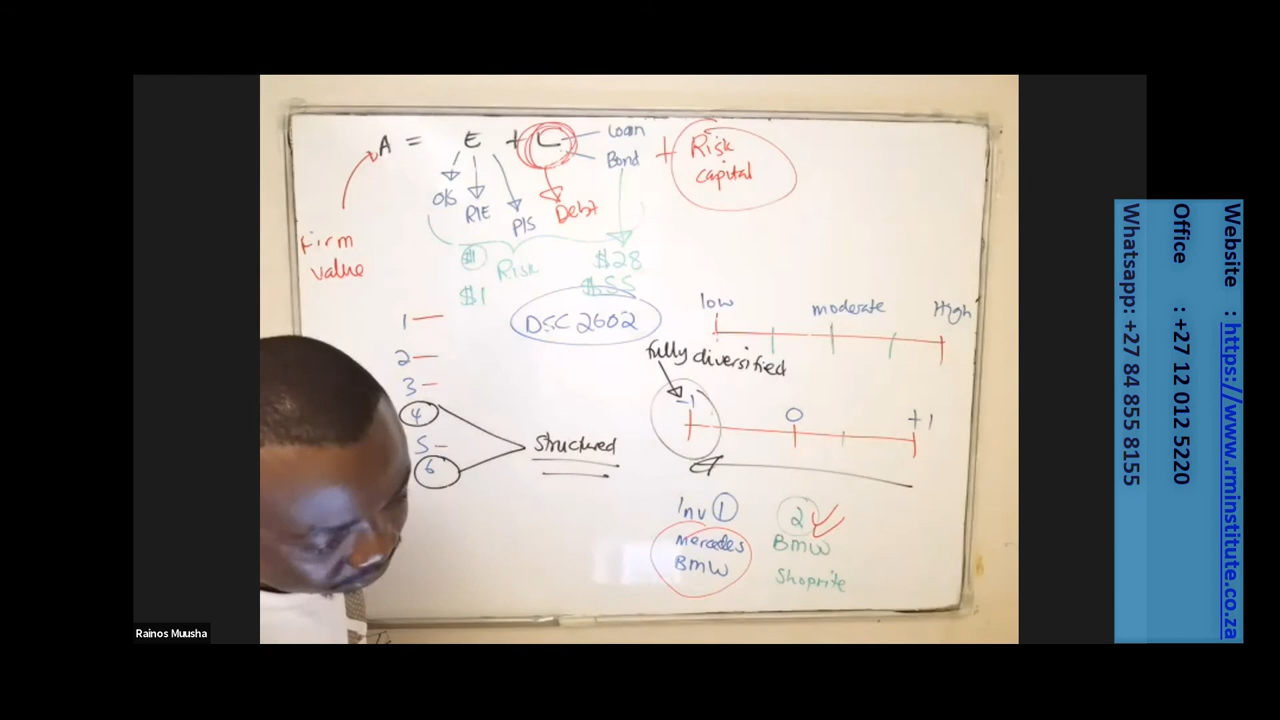 A = E + L Loan
Bond
+ Risk
capital
O/S
R/E
P/S
Debt
Firm
value
$1
Risk
$28
$1
$55
DSC 2602
low
moderate
High
1
2
3
4
5
6
Structured
fully diversified
-1
0
+1
Inv 1
Mercedes
BMW
2
BMW
Shoprite
Rainos Muusha
Website : https://www.rminstitute.co.za
Office : +27 12 012 5220
Whatsapp: +27 84 855 8155